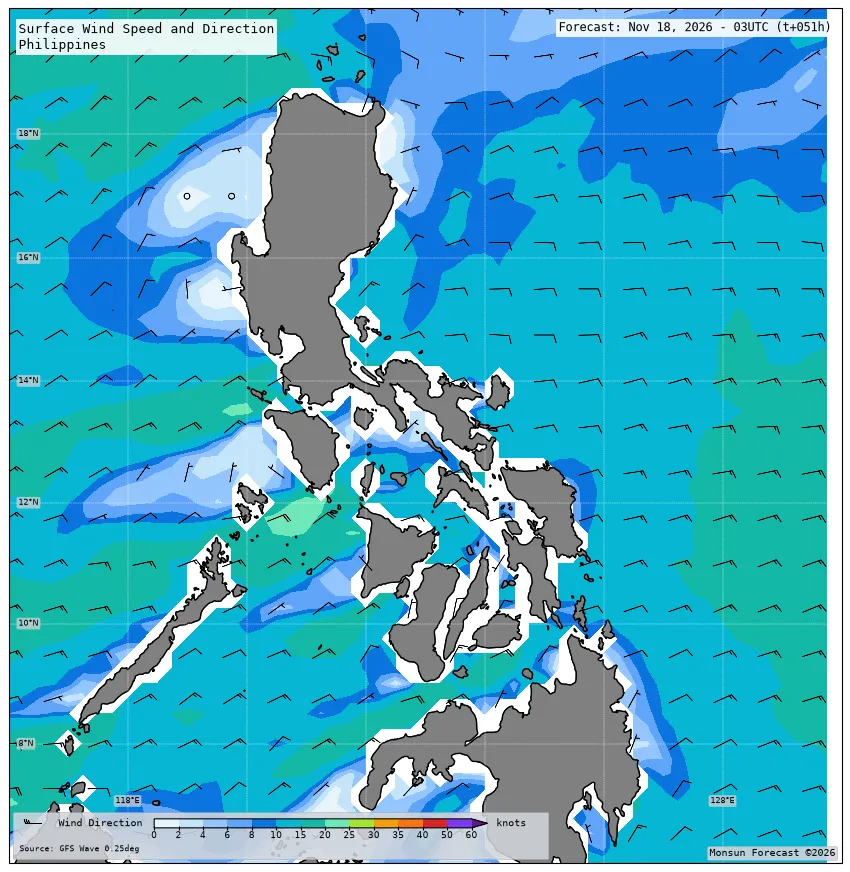 Surface Wind Speed and Direction
Philippines
Forecast: Nov 18, 2026 - 03UTC (t+051h)
18°N
16°N
14°N
12°N
10°N
8°N
118°E
128°E
Wind Direction
0 2 4 6 8 10 15 20 25 30 35 40 50 60
knots
Source: GFS Wave 0.25deg
Monsun Forecast ©2026